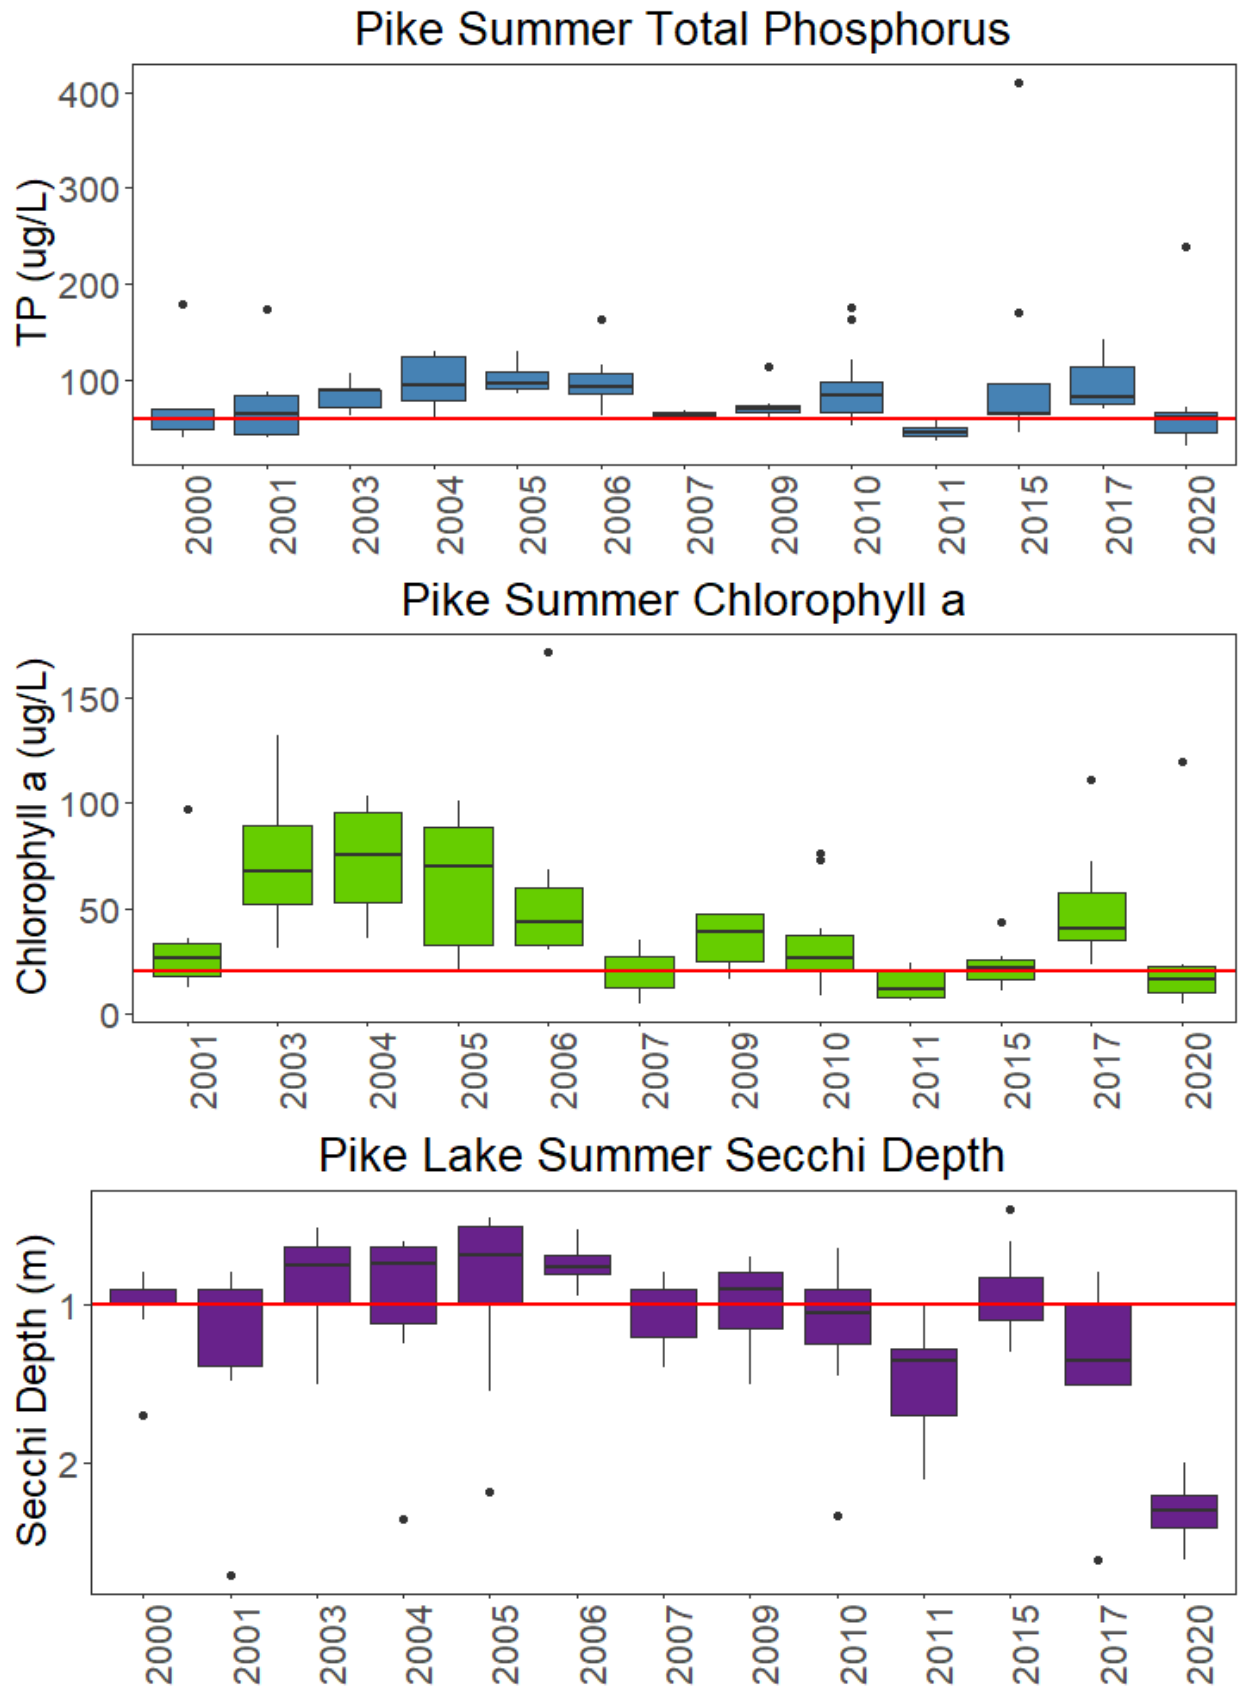 Pike Summer Total Phosphorus
TP (ug/L)
400
300
200
100
2000 2001 2003 2004 2005 2006 2007 2009 2010 2011 2015 2017 2020
Pike Summer Chlorophyll a
Chlorophyll a (ug/L)
150
100
50
0
2001 2003 2004 2005 2006 2007 2009 2010 2011 2015 2017 2020
Pike Lake Summer Secchi Depth
Secchi Depth (m)
1
2
2000 2001 2003 2004 2005 2006 2007 2009 2010 2011 2015 2017 2020